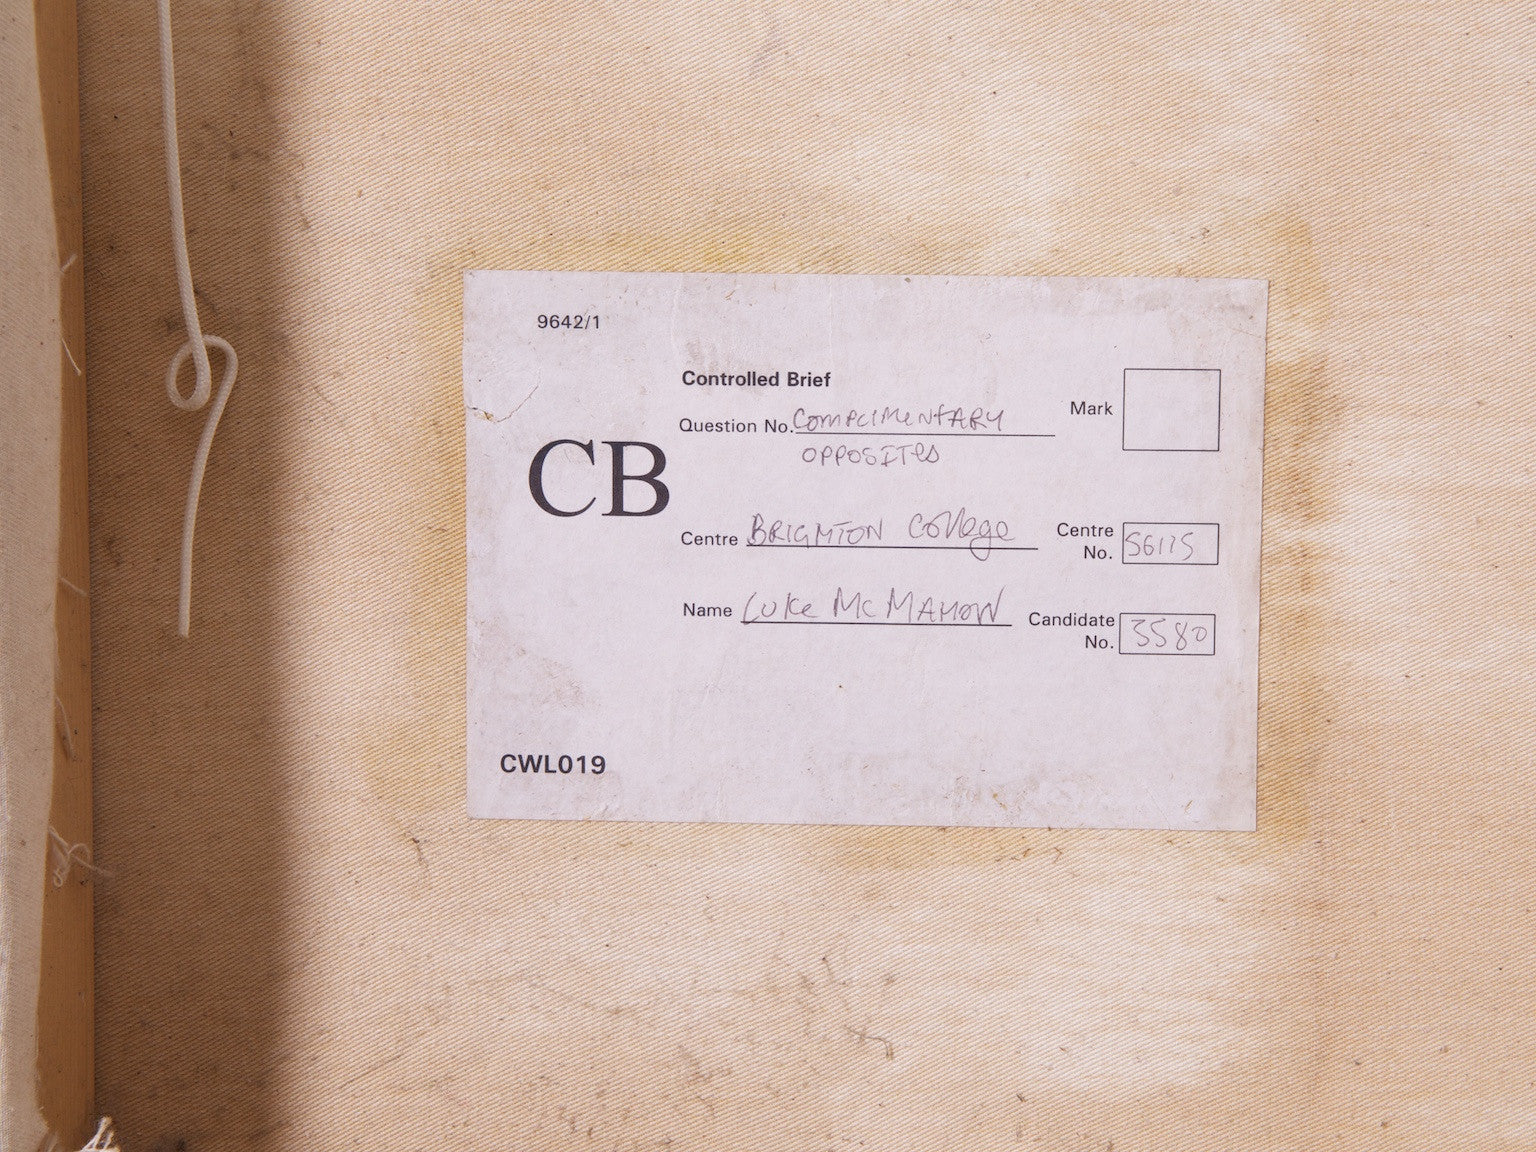 9642/1
Controlled Brief
Question No. COMPLIMENTARY
OPPOSITES
Mark
CB
Centre BRIGHTON College
Centre No. 56115
Name LUKE MCMAHON
Candidate No. 3580
CWL019